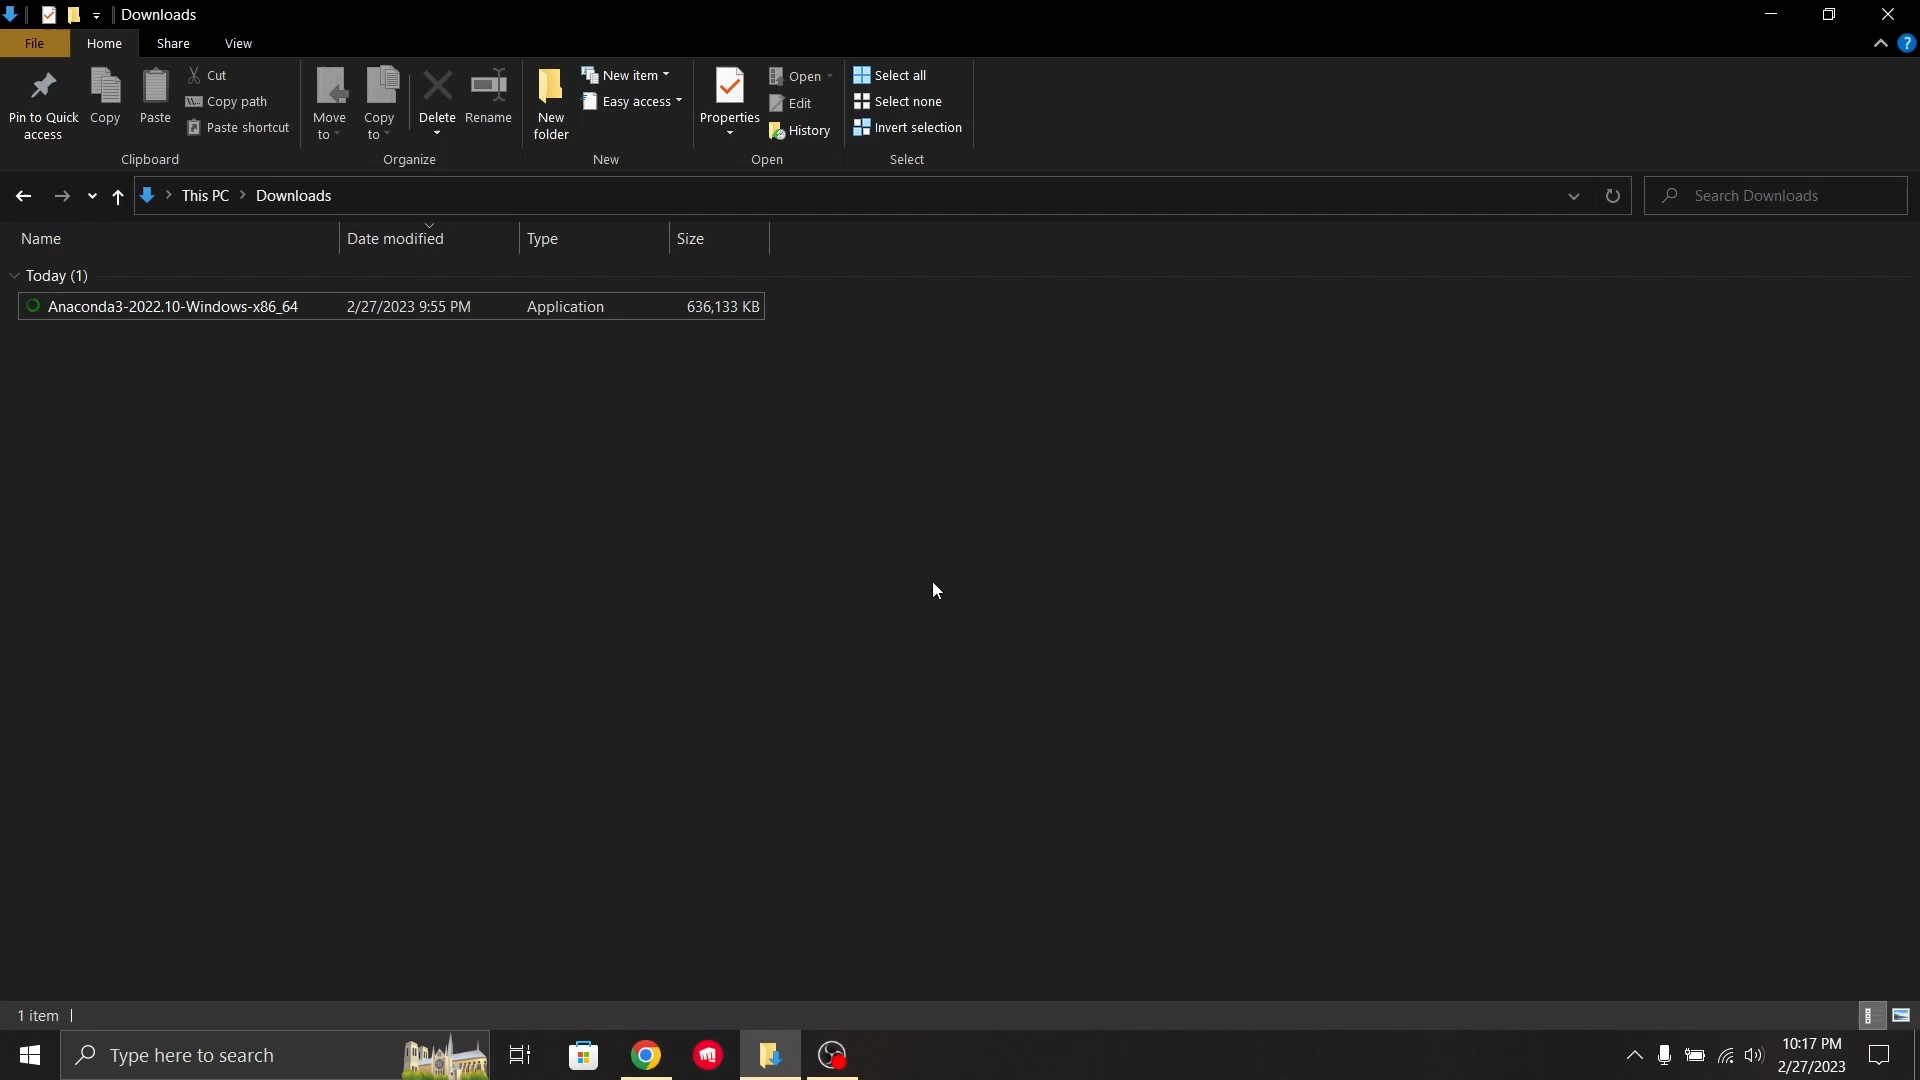 Downloads
File Home Share View
Pin to Quick access Copy Paste Cut Copy path Paste shortcut
Clipboard
Move to Copy to Delete Rename
Organize
New folder New item Easy access
New
Properties Open Edit History
Open
Select all
Select none
Invert selection
Select
This PC Downloads
Search Downloads
Name Date modified Type Size
Today (1)
Anaconda3-2022.10-Windows-x86_64 2/27/2023 9:55 PM Application 636,133 KB
1 item
Type here to search
10:17 PM
2/27/2023